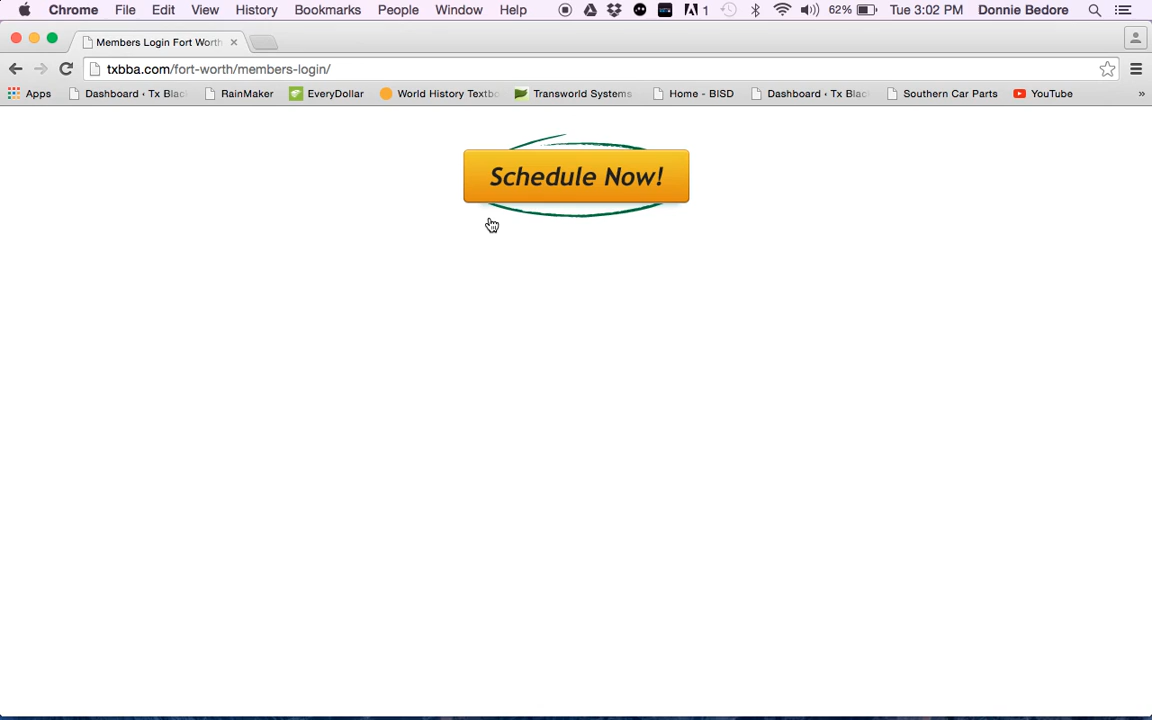 Chrome File Edit View History Bookmarks People Window Help 1 62% Tue 3:02 PM Donnie Bedore
Members Login Fort Worth
txbba.com/fort-worth/members-login/
Apps Dashboard ‹ Tx Blac RainMaker EveryDollar World History Textbo Transworld Systems Home - BISD Dashboard ‹ Tx Blac Southern Car Parts YouTube »
Schedule Now!